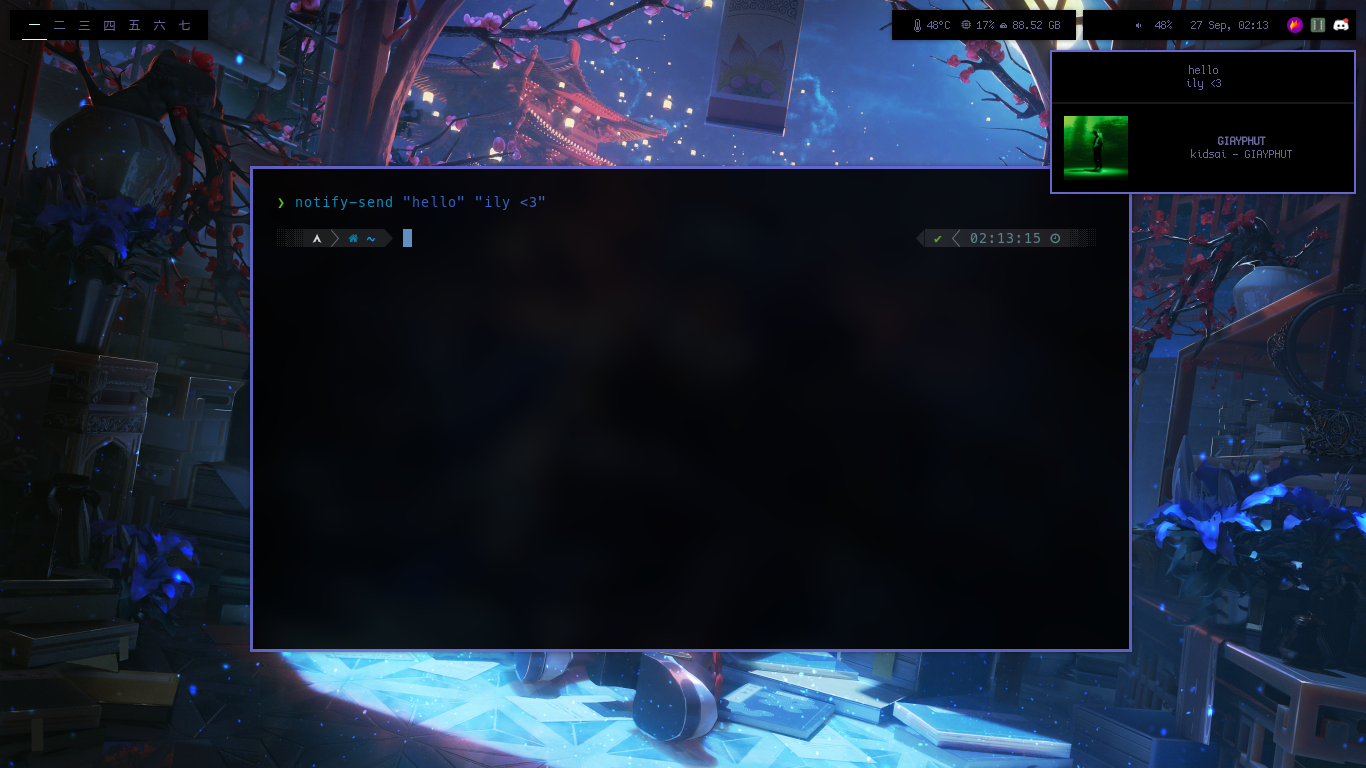 一 二 三 四 五 六 七
48°C 17% 88.52 GB
48% 27 Sep, 02:13
hello
ily <3
GIAYPHUT
kidsai - GIAYPHUT
❯ notify-send "hello" "ily <3"
~
✔ 02:13:15